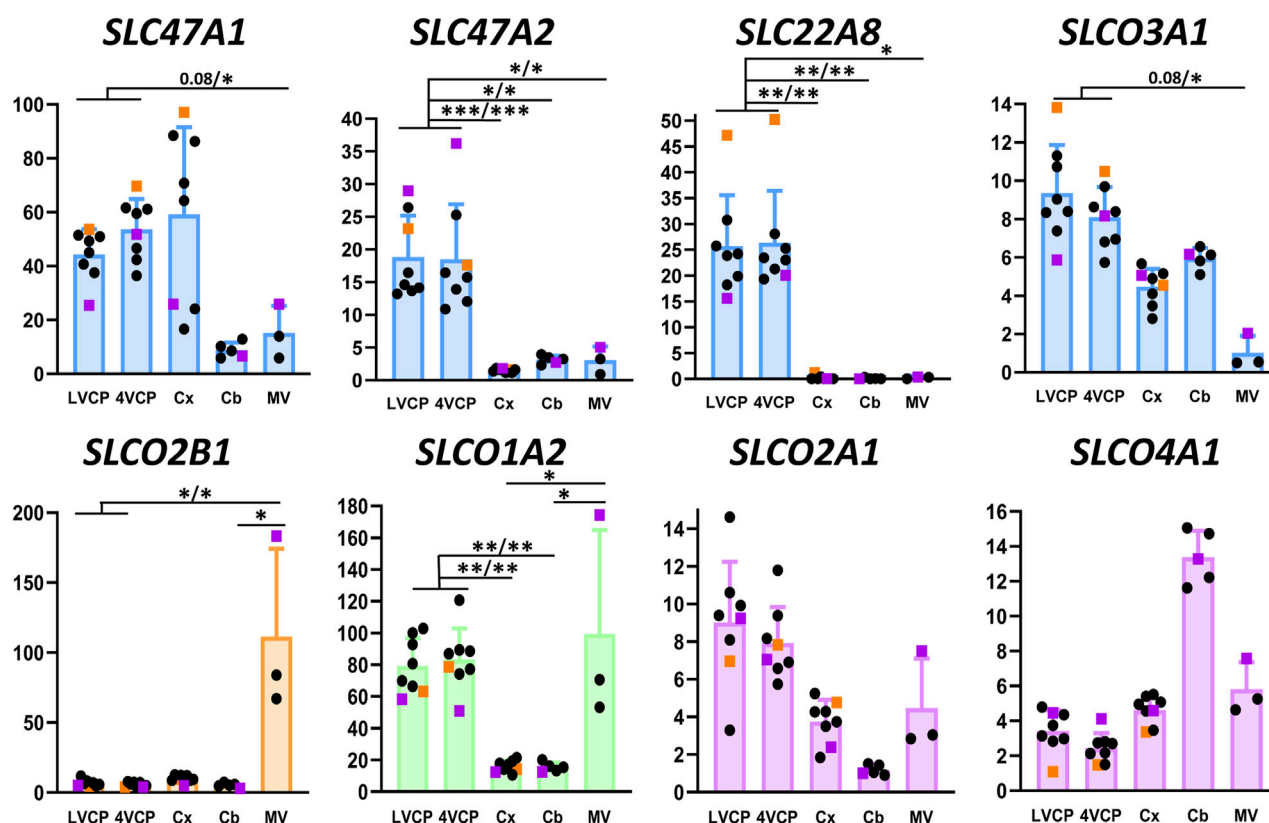 SLC47A1 SLC47A2 SLC22A8 SLCO3A1
0.08/* */* * 0.08/*
*/* **/**
***/*** **/**
100 40 50 14
80 35 45 12
60 30 40 10
40 25 35 8
20 20 30 6
0 15 25 4
10 20 2
5 15 0
0 10
5
0
LVCP 4VCP Cx Cb MV LVCP 4VCP Cx Cb MV LVCP 4VCP Cx Cb MV LVCP 4VCP Cx Cb MV
SLCO2B1 SLCO1A2 SLCO2A1 SLCO4A1
*/* *
* *
**/**
**/**
200 180 14 16
150 160 12 14
100 140 10 12
50 120 8 10
0 100 6 8
80 4 6
60 2 4
40 0 2
20 0
0
LVCP 4VCP Cx Cb MV LVCP 4VCP Cx Cb MV LVCP 4VCP Cx Cb MV LVCP 4VCP Cx Cb MV